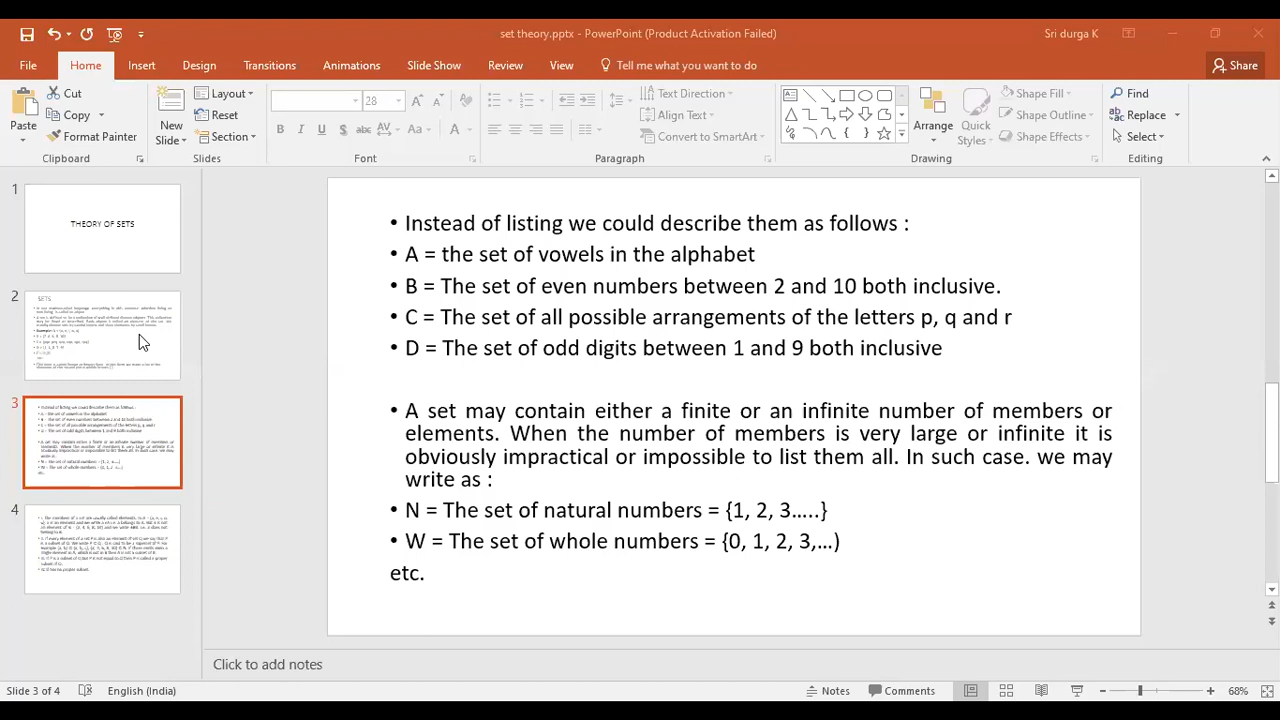 set theory.pptx - PowerPoint (Product Activation Failed)
Sri durga K
File Home Insert Design Transitions Animations Slide Show Review View Tell me what you want to do Share
Paste
Cut
Copy
Format Painter
Clipboard
New Slide
Layout
Reset
Section
Slides
28
B I U S abc AV Aa A
Font
Text Direction
Align Text
Convert to SmartArt
Paragraph
Arrange
Quick Styles
Shape Fill
Shape Outline
Shape Effects
Drawing
Find
Replace
Select
Editing
1
THEORY OF SETS
2
SETS
3
4
• Instead of listing we could describe them as follows :
• A = the set of vowels in the alphabet
• B = The set of even numbers between 2 and 10 both inclusive.
• C = The set of all possible arrangements of the letters p, q and r
• D = The set of odd digits between 1 and 9 both inclusive
• A set may contain either a finite or an infinite number of members or
elements. When the number of members is very large or infinite it is
obviously impractical or impossible to list them all. In such case. we may
write as :
• N = The set of natural numbers = {1, 2, 3.....}
• W = The set of whole numbers = {0, 1, 2, 3,...)
etc.
Click to add notes
Slide 3 of 4 English (India) Notes Comments 68%